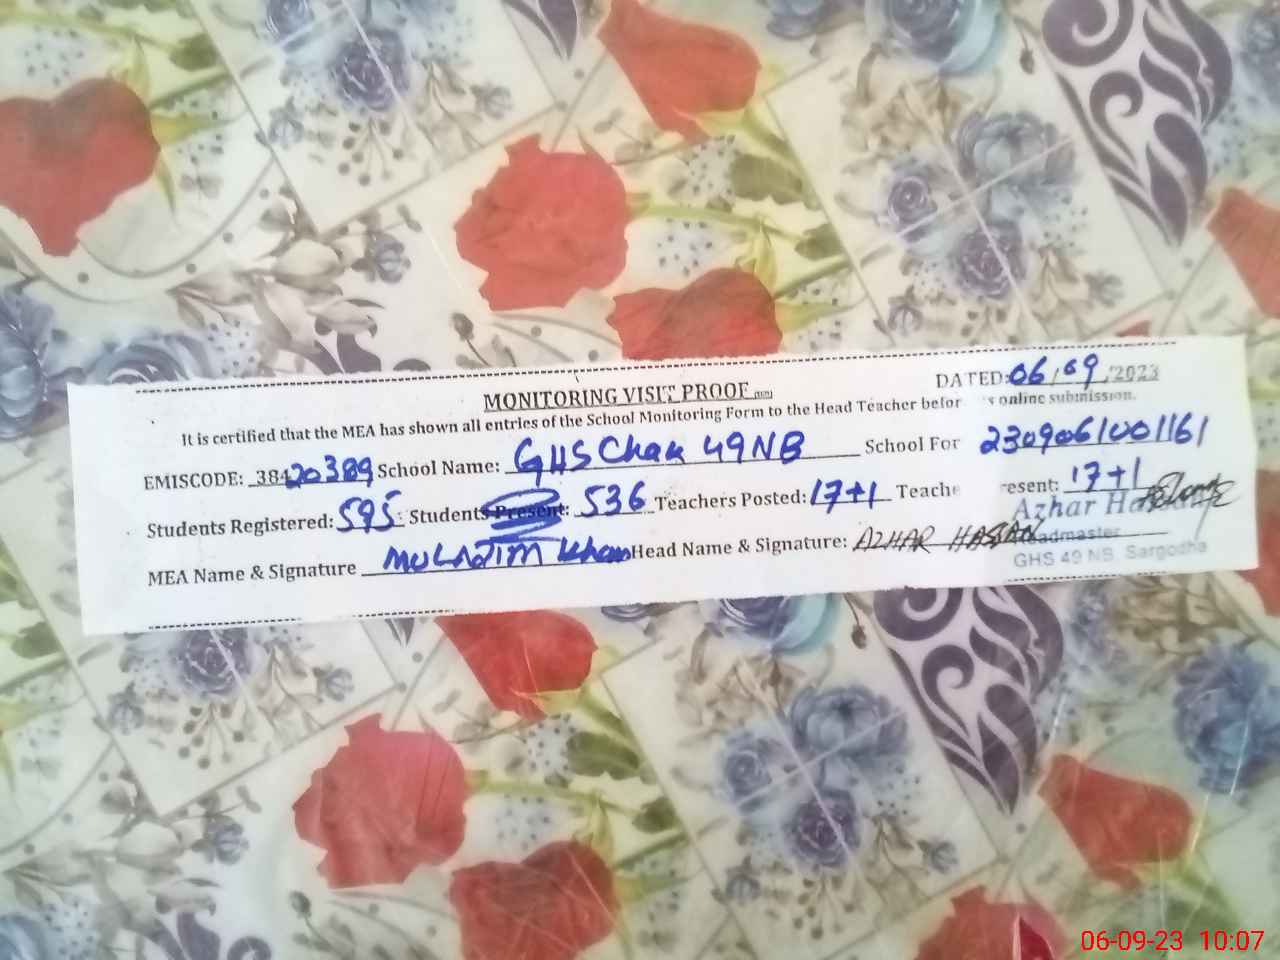 MONITORING VISIT PROOF
DATED: 06/09/2023
It is certified that the MEA has shown all entries of the School Monitoring Form to the Head Teacher befor s online submission.
EMISCODE: 38420389 School Name: GHS Chak 49NB School For 2309061001161
Students Registered: 595 Students Present: 536 Teachers Posted: 17+1 Teache resent: 17+1
MEA Name & Signature MULAZIM Khan Head Name & Signature: AZHAR HASSAN
Azhar Hassan
Headmaster
GHS 49 NB, Sargodha
06-09-23 10:07